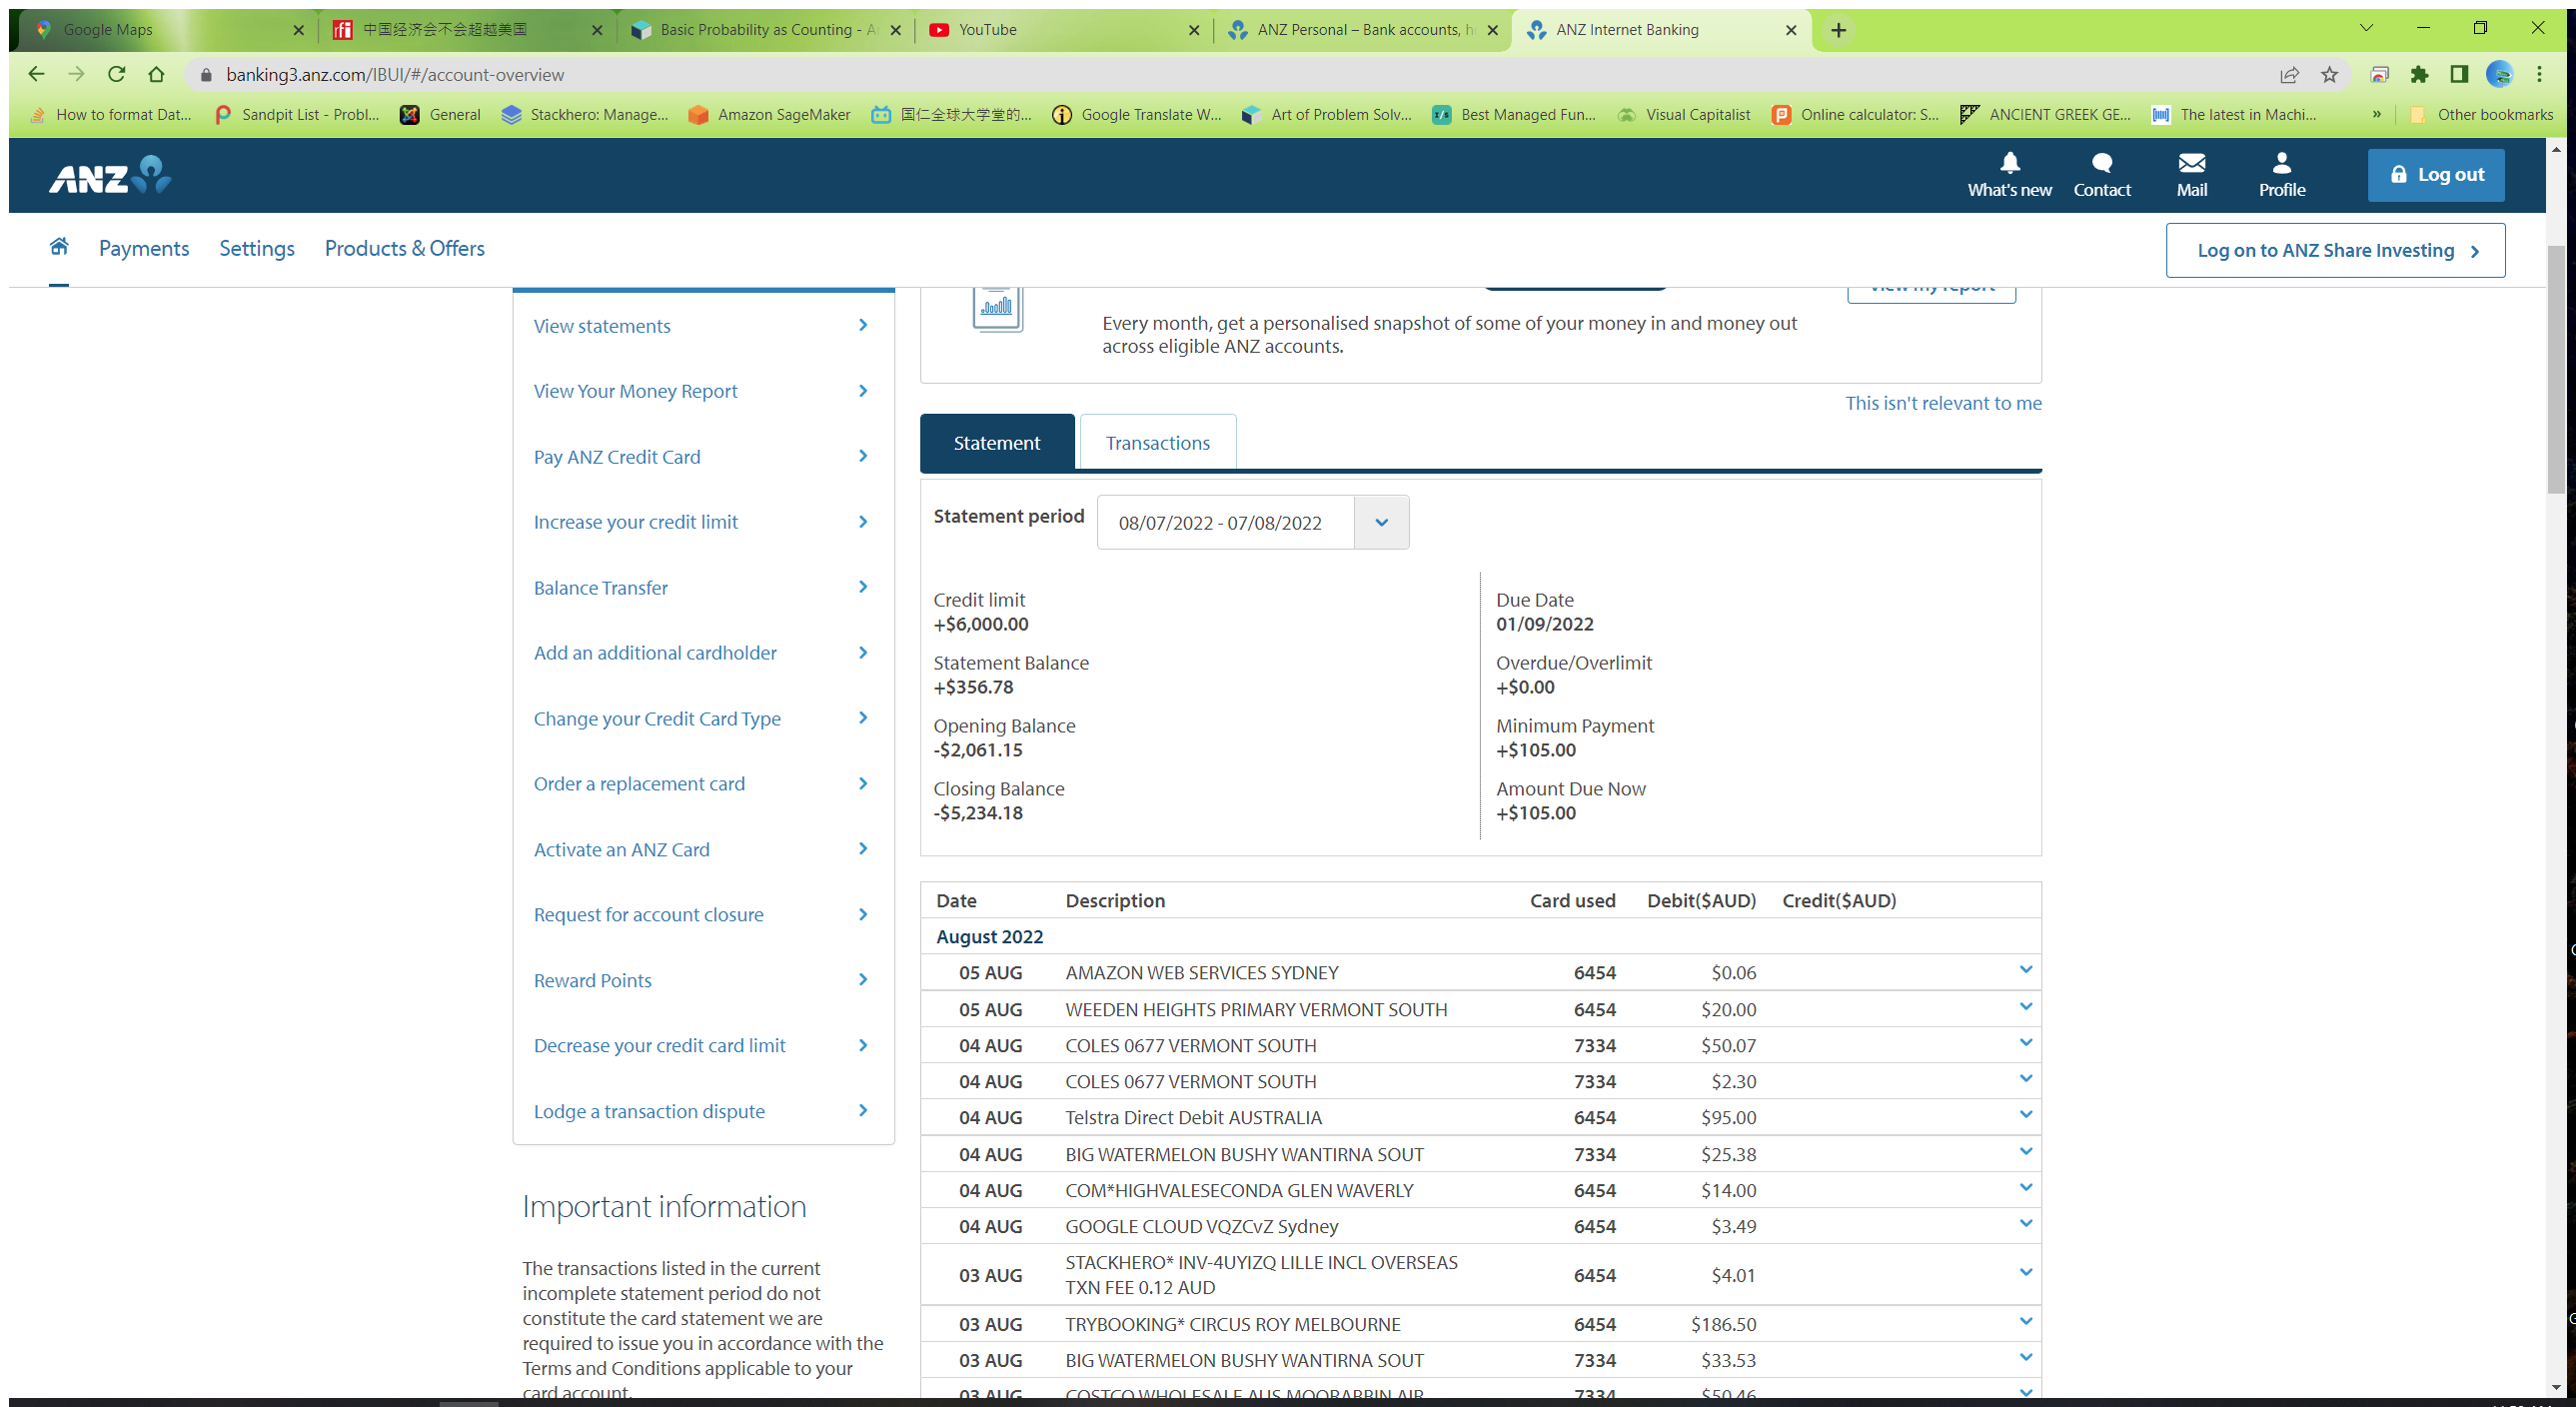 Google Maps
中国经济会不会超越美国
Basic Probability as Counting - A
YouTube
ANZ Personal – Bank accounts, h
ANZ Internet Banking
banking3.anz.com/IBUI/#/account-overview
How to format Dat...
Sandpit List - Probl...
General
Stackhero: Manage...
Amazon SageMaker
国仁全球大学堂的...
Google Translate W...
Art of Problem Solv...
Best Managed Fun...
Visual Capitalist
Online calculator: S...
ANCIENT GREEK GE...
The latest in Machi...
»
Other bookmarks
ANZ
What's new
Contact
Mail
Profile
Log out
Payments
Settings
Products & Offers
Log on to ANZ Share Investing
View statements
View Your Money Report
Pay ANZ Credit Card
Increase your credit limit
Balance Transfer
Add an additional cardholder
Change your Credit Card Type
Order a replacement card
Activate an ANZ Card
Request for account closure
Reward Points
Decrease your credit card limit
Lodge a transaction dispute
Important information
The transactions listed in the current
incomplete statement period do not
constitute the card statement we are
required to issue you in accordance with the
Terms and Conditions applicable to your
card account.
View my report
Every month, get a personalised snapshot of some of your money in and money out
across eligible ANZ accounts.
This isn't relevant to me
Statement
Transactions
Statement period
08/07/2022 - 07/08/2022
Credit limit
+$6,000.00
Statement Balance
+$356.78
Opening Balance
-$2,061.15
Closing Balance
-$5,234.18
Due Date
01/09/2022
Overdue/Overlimit
+$0.00
Minimum Payment
+$105.00
Amount Due Now
+$105.00
Date Description Card used Debit($AUD) Credit($AUD)
August 2022
05 AUG AMAZON WEB SERVICES SYDNEY 6454 $0.06
05 AUG WEEDEN HEIGHTS PRIMARY VERMONT SOUTH 6454 $20.00
04 AUG COLES 0677 VERMONT SOUTH 7334 $50.07
04 AUG COLES 0677 VERMONT SOUTH 7334 $2.30
04 AUG Telstra Direct Debit AUSTRALIA 6454 $95.00
04 AUG BIG WATERMELON BUSHY WANTIRNA SOUT 7334 $25.38
04 AUG COM*HIGHVALESECONDA GLEN WAVERLY 6454 $14.00
04 AUG GOOGLE CLOUD VQZCvZ Sydney 6454 $3.49
03 AUG STACKHERO* INV-4UYIZQ LILLE INCL OVERSEAS
TXN FEE 0.12 AUD 6454 $4.01
03 AUG TRYBOOKING* CIRCUS ROY MELBOURNE 6454 $186.50
03 AUG BIG WATERMELON BUSHY WANTIRNA SOUT 7334 $33.53
03 AUG COSTCO WHOLESALE AUS MOORABBIN AIR 7334 $50.46